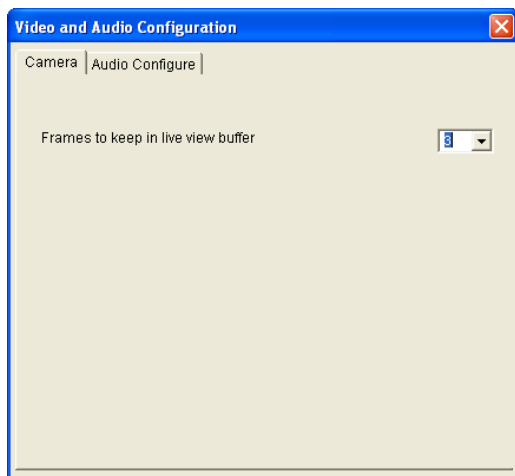 Video and Audio Configuration
Camera Audio Configure
Frames to keep in live view buffer 3